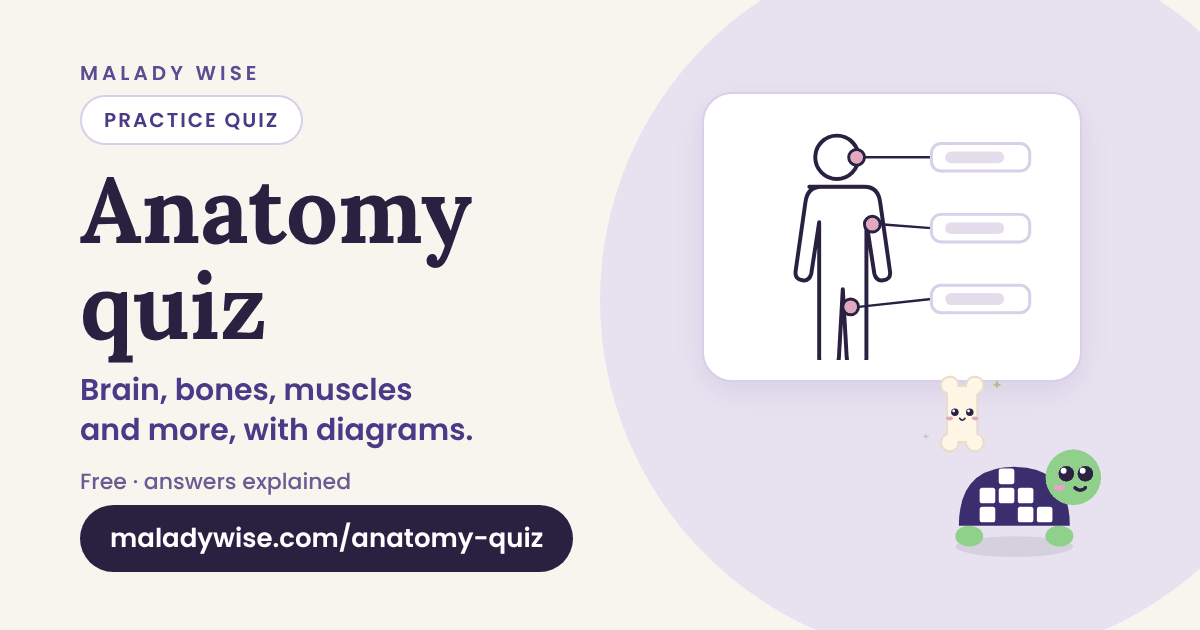 MALADY WISE
PRACTICE QUIZ
Anatomy
quiz
Brain, bones, muscles
and more, with diagrams.
Free · answers explained
maladywise.com/anatomy-quiz